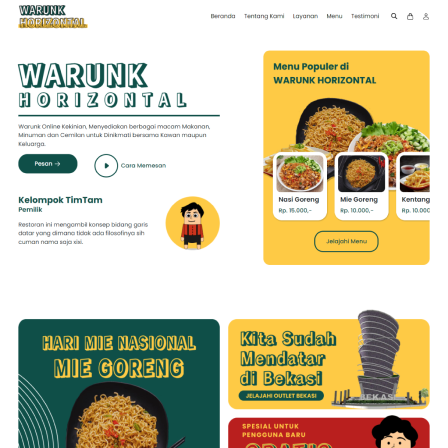 WARUNK
HORIZONTAL
Beranda Tentang Kami Layanan Menu Testimoni
WARUNK
HORIZONTAL
Warunk Online Kekinian, Menyediakan berbagai macam Makanan,
Minuman dan Cemilan untuk Dinikmati bersama Kawan maupun
Keluarga.
Pesan →
Cara Memesan
Kelompok TimTam
Pemilik
Restoran ini mengambil konsep bidang garis
datar yang dimana tidak ada filosofinya sih
cuman nama saja xixi.
Menu Populer di
WARUNK HORIZONTAL
Nasi Goreng
Rp. 15.000,-
Mie Goreng
Rp. 10.000,-
Kentang
Rp. 10.000
Jelajahi Menu
HARI MIE NASIONAL
MIE GORENG
Kita Sudah
Mendatar
di Bekasi
JELAJAHI OUTLET BEKASI
BEKASI
SPESIAL UNTUK
PENGGUNA BARU
GRATIS